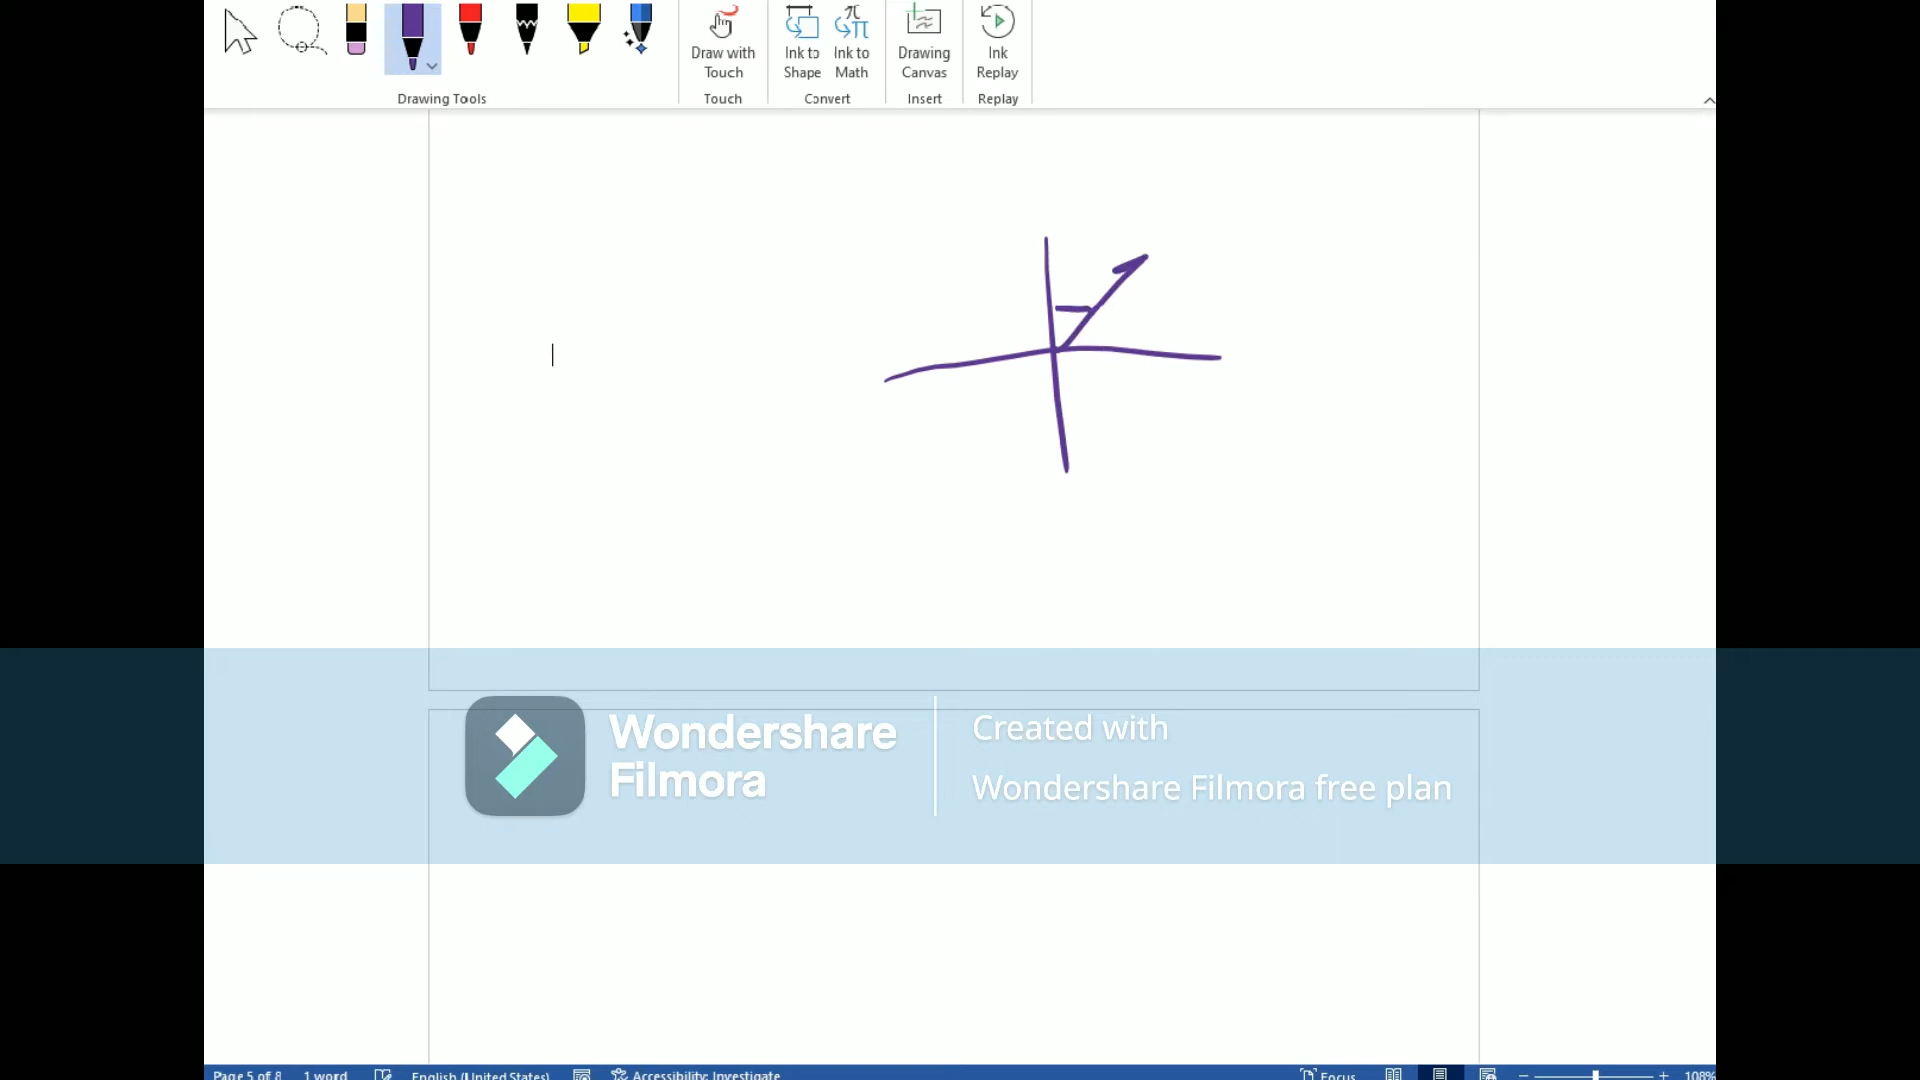 Draw with Touch
Ink to Shape
Ink to Math
Drawing Canvas
Ink Replay
Drawing Tools
Touch
Convert
Insert
Replay
Wondershare Filmora
Created with
Wondershare Filmora free plan
Page 5 of 8
1 word
English (United States)
Accessibility: Investigate
Focus
108%